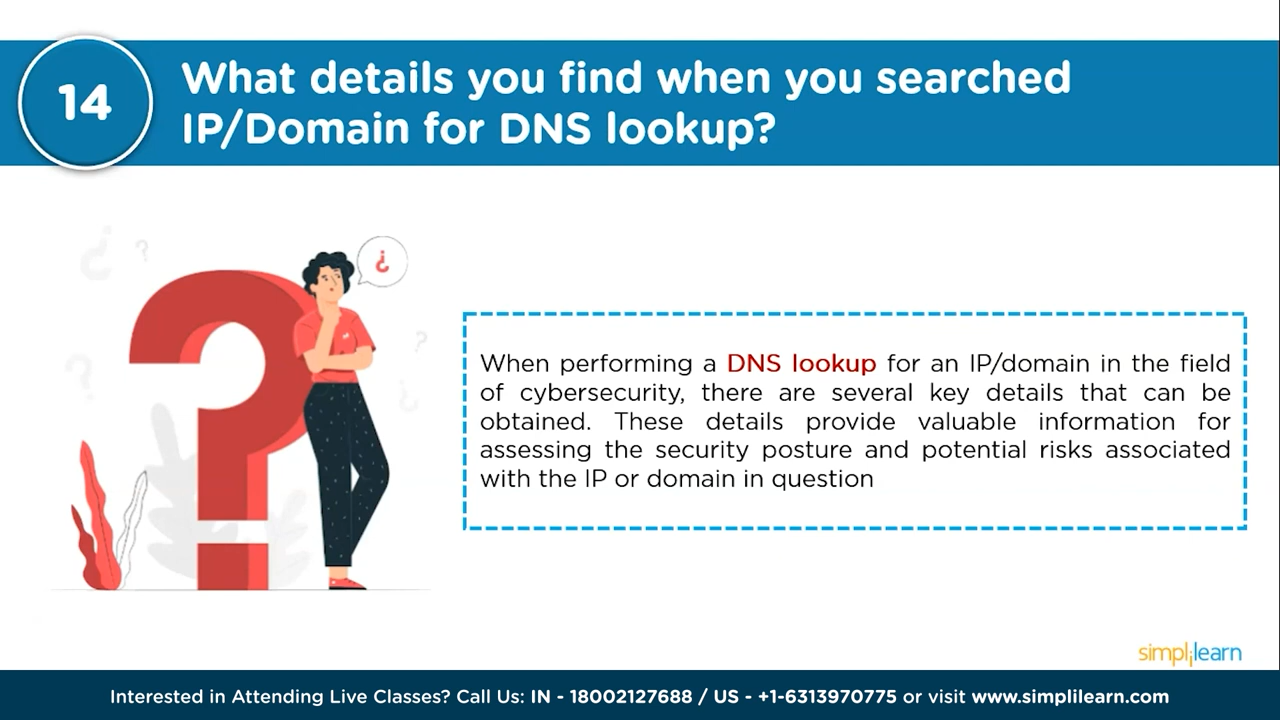 14
What details you find when you searched
IP/Domain for DNS lookup?
¿
?
¿
?
?
¿
?
When performing a DNS lookup for an IP/domain in the field
of cybersecurity, there are several key details that can be
obtained. These details provide valuable information for
assessing the security posture and potential risks associated
with the IP or domain in question
simplilearn
Interested in Attending Live Classes? Call Us: IN - 18002127688 / US - +1-6313970775 or visit www.simplilearn.com